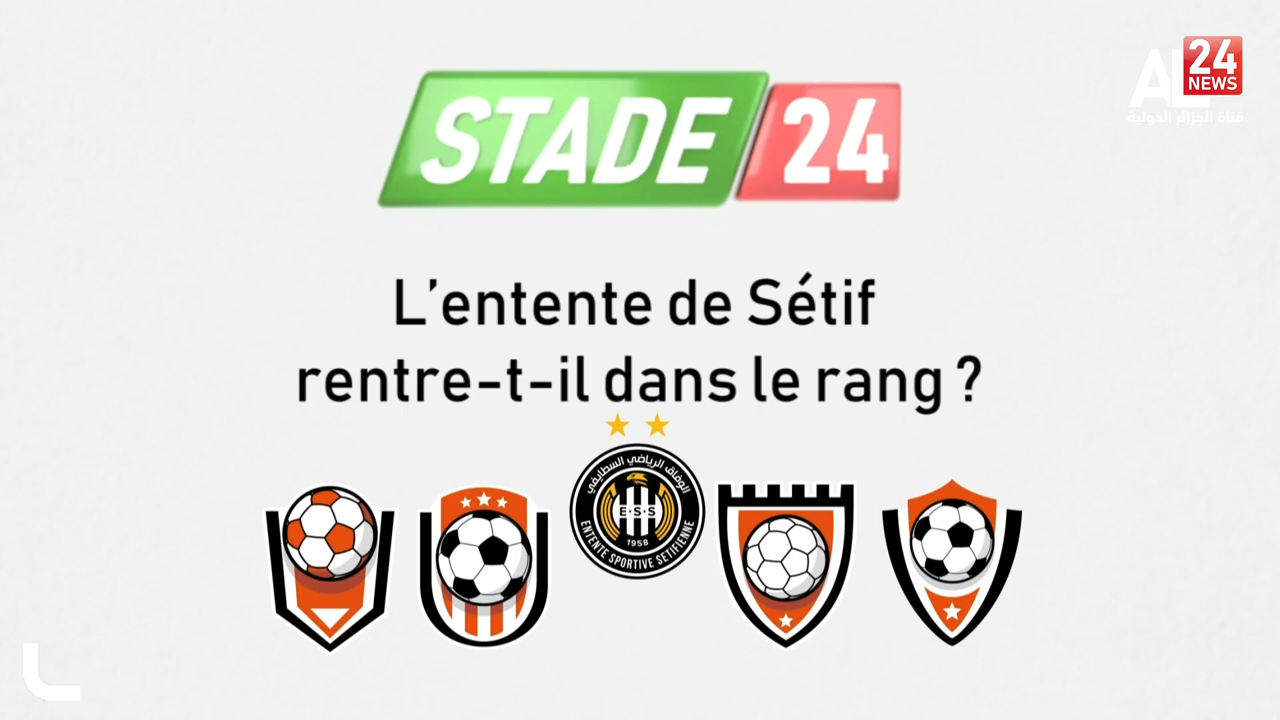 STADE 24
AL 24 NEWS
قناة الجزائر الدولية
L’entente de Sétif
rentre-t-il dans le rang ?
الوفاق الرياضي السطايفي
E·S·S
1958
ENTENTE SPORTIVE SETIFIENNE